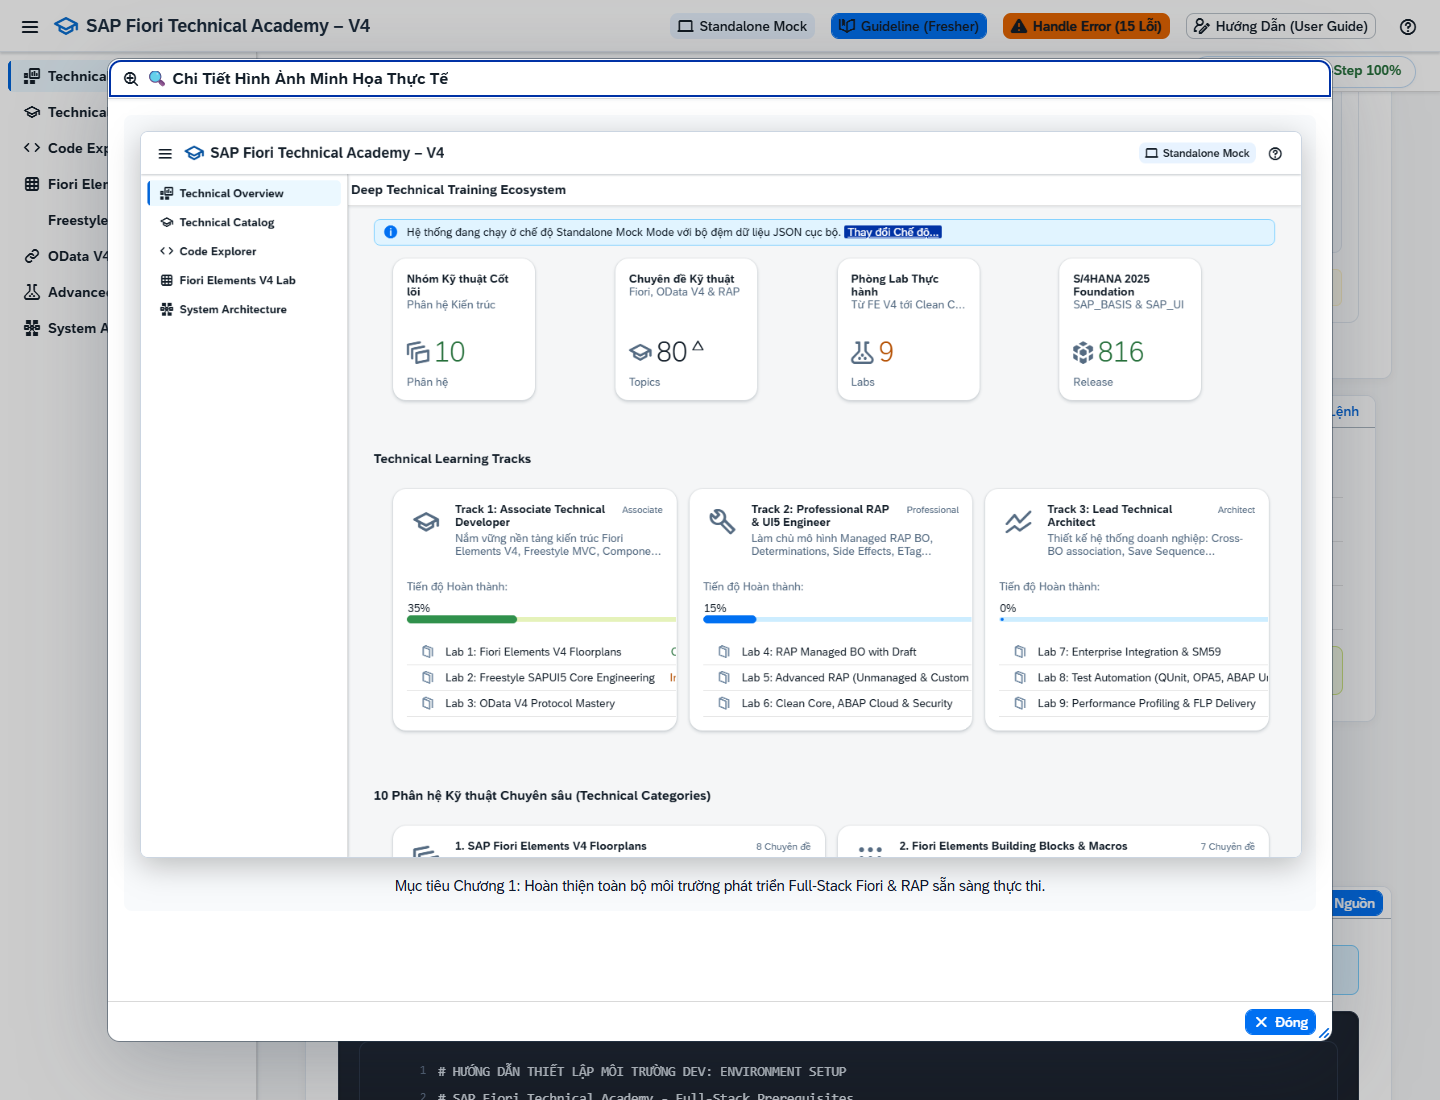 SAP Fiori Technical Academy – V4
Standalone Mock
Guideline (Fresher)
Handle Error (15 Lỗi)
Hướng Dẫn (User Guide)
Technica
Technica
Code Exp
Fiori Elem
Freestyle
OData V4
Advanced
System A
Step 100%
🔍 Chi Tiết Hình Ảnh Minh Họa Thực Tế
SAP Fiori Technical Academy – V4
Standalone Mock
Technical Overview
Technical Catalog
Code Explorer
Fiori Elements V4 Lab
System Architecture
Deep Technical Training Ecosystem
Hệ thống đang chạy ở chế độ Standalone Mock Mode với bộ đệm dữ liệu JSON cục bộ. Thay đổi Chế độ...
Nhóm Kỹ thuật Cốt
lõi
Phân hệ Kiến trúc
10
Phân hệ
Chuyên đề Kỹ thuật
Fiori, OData V4 & RAP
80
Topics
Phòng Lab Thực
hành
Từ FE V4 tới Clean C...
9
Labs
S/4HANA 2025
Foundation
SAP_BASIS & SAP_UI
816
Release
Technical Learning Tracks
Track 1: Associate Technical
Developer
Associate
Nắm vững nền tảng kiến trúc Fiori
Elements V4, Freestyle MVC, Compone...
Tiến độ Hoàn thành:
35%
Lab 1: Fiori Elements V4 Floorplans
Lab 2: Freestyle SAPUI5 Core Engineering
Lab 3: OData V4 Protocol Mastery
Track 2: Professional RAP
& UI5 Engineer
Professional
Làm chủ mô hình Managed RAP BO,
Determinations, Side Effects, ETag...
Tiến độ Hoàn thành:
15%
Lab 4: RAP Managed BO with Draft
Lab 5: Advanced RAP (Unmanaged & Custom
Lab 6: Clean Core, ABAP Cloud & Security
Track 3: Lead Technical
Architect
Architect
Thiết kế hệ thống doanh nghiệp: Cross-
BO association, Save Sequence...
Tiến độ Hoàn thành:
0%
Lab 7: Enterprise Integration & SM59
Lab 8: Test Automation (QUnit, OPA5, ABAP Un
Lab 9: Performance Profiling & FLP Delivery
10 Phân hệ Kỹ thuật Chuyên sâu (Technical Categories)
1. SAP Fiori Elements V4 Floorplans
8 Chuyên đề
2. Fiori Elements Building Blocks & Macros
7 Chuyên đề
Mục tiêu Chương 1: Hoàn thiện toàn bộ môi trường phát triển Full-Stack Fiori & RAP sẵn sàng thực thi.
Lệnh
Nguồn
Đóng
1 # HƯỚNG DẪN THIẾT LẬP MÔI TRƯỜNG DEV: ENVIRONMENT SETUP
2 # SAP Fiori Technical Academy - Full-Stack Prerequisites